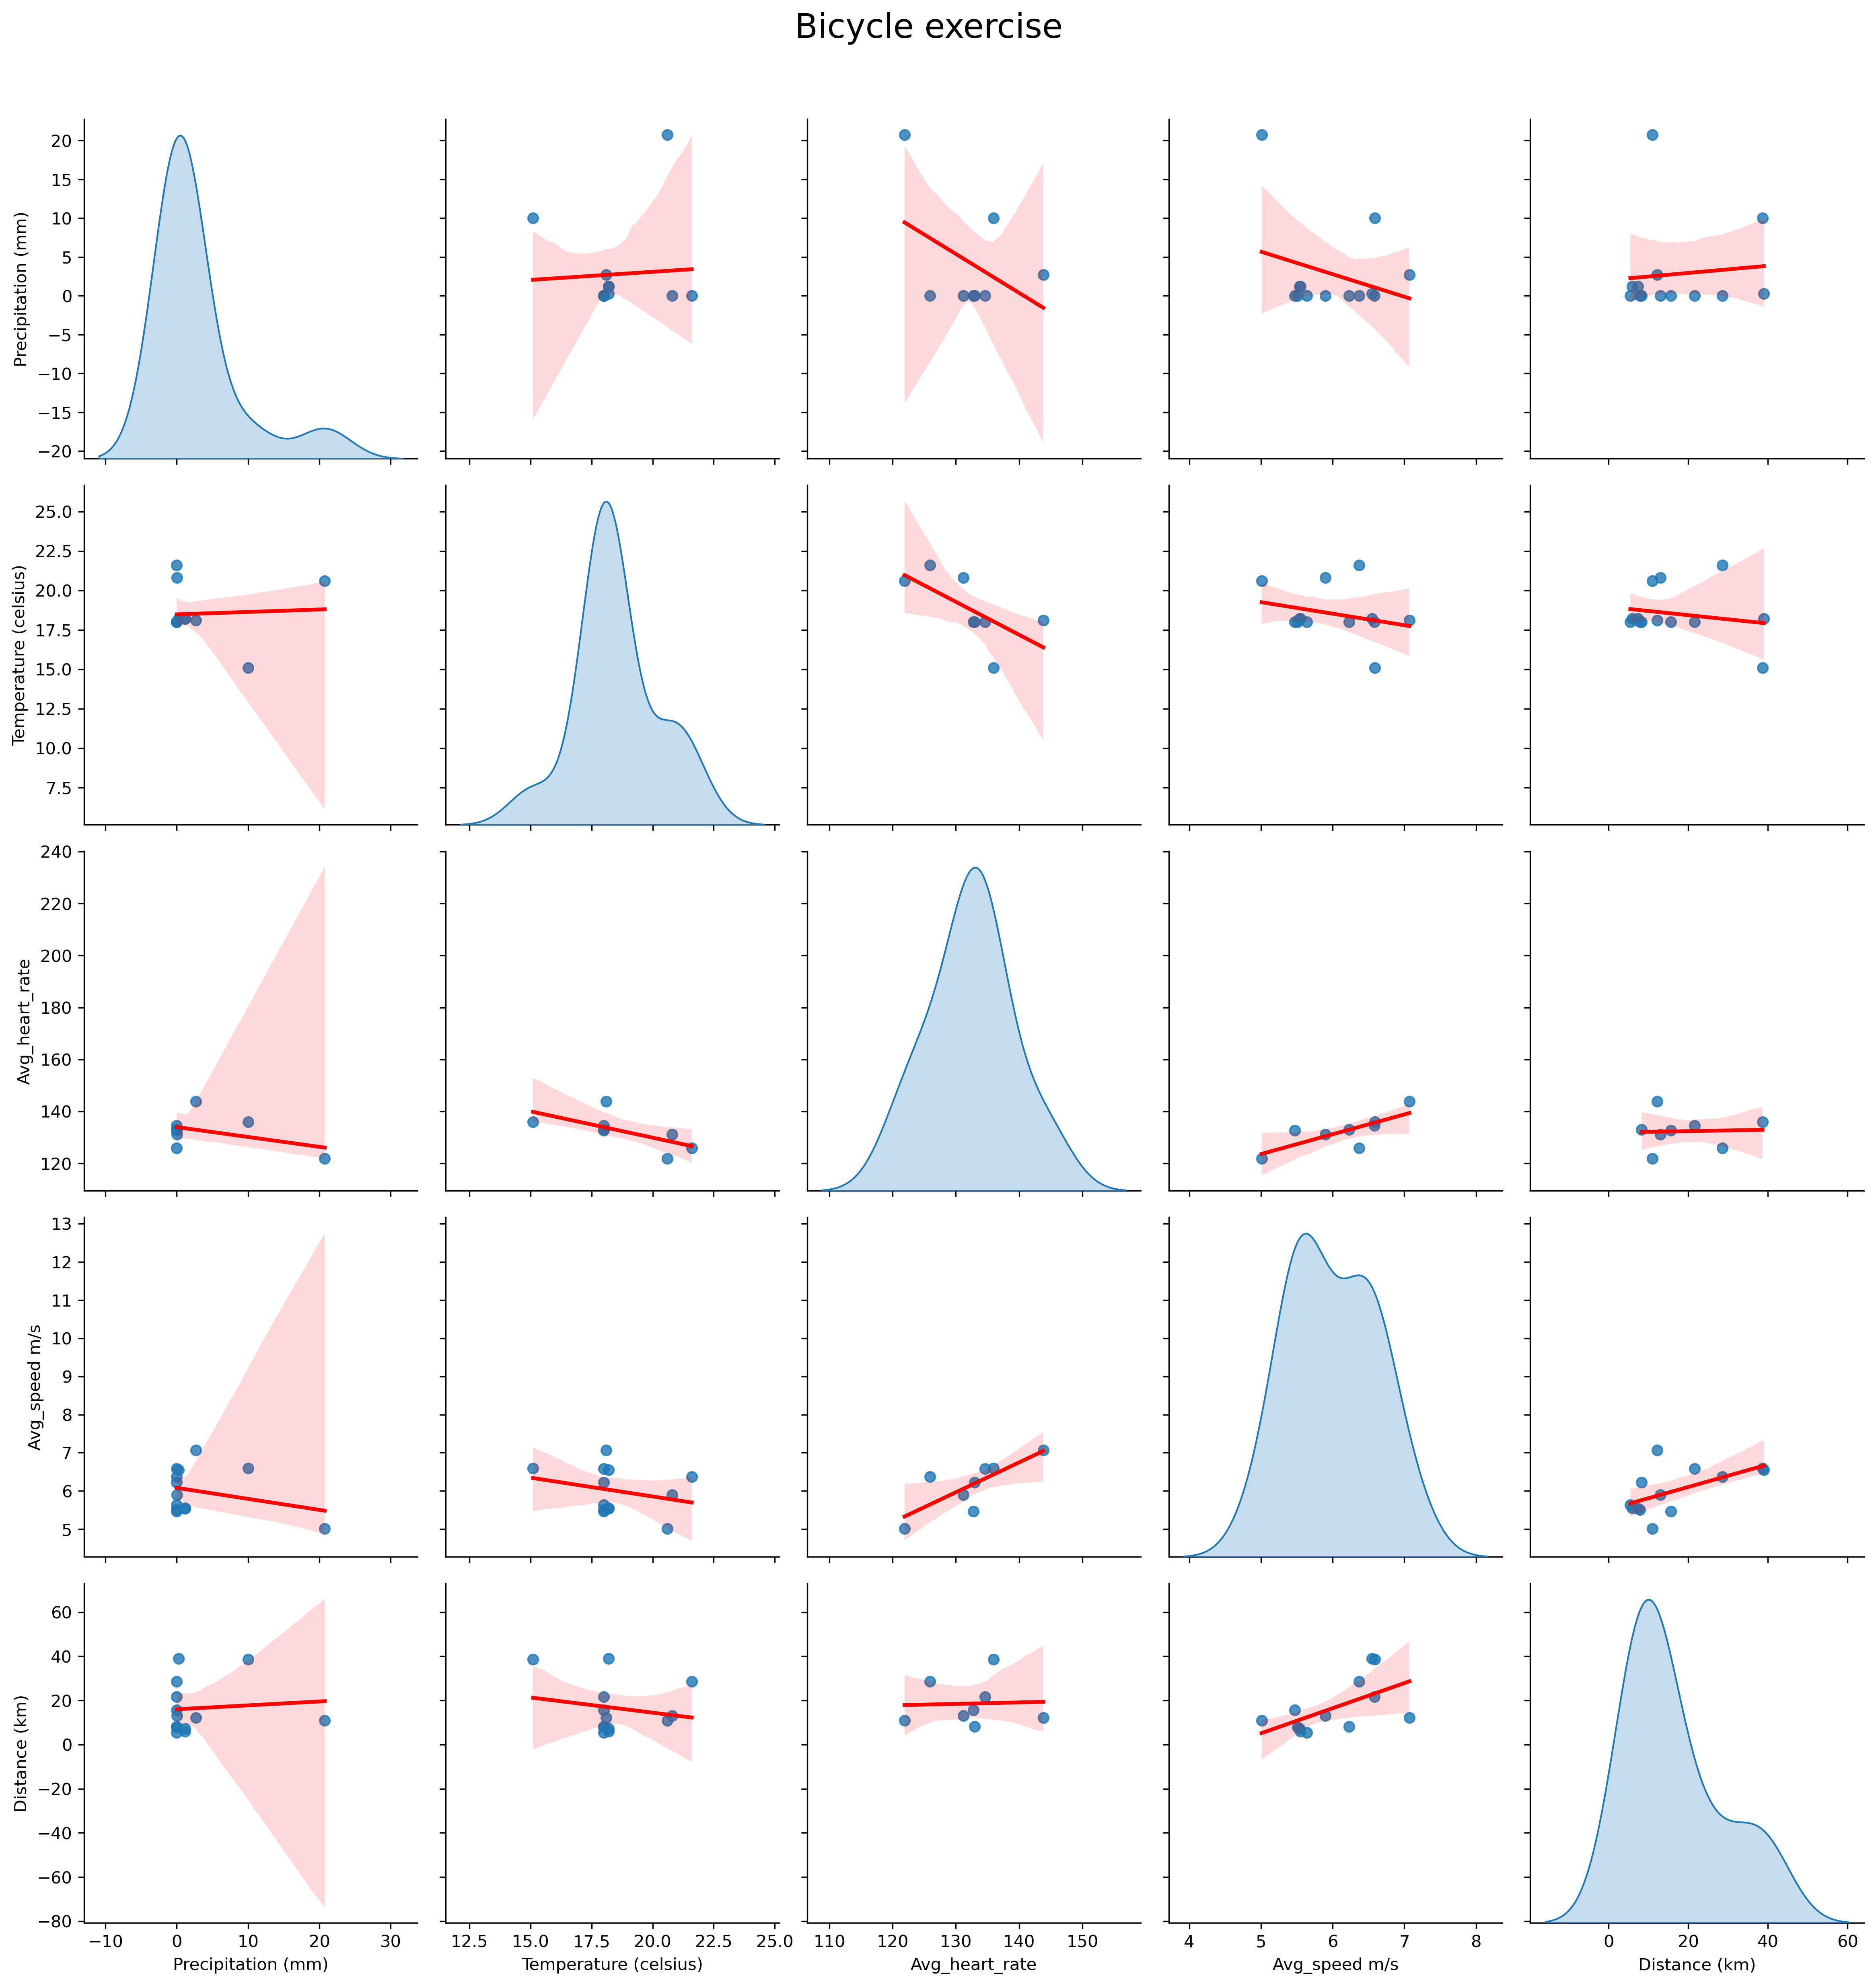 Bicycle exercise
Precipitation (mm)
20
15
10
5
0
−5
−10
−15
−20
Temperature (celsius)
25.0
22.5
20.0
17.5
15.0
12.5
10.0
7.5
Avg_heart_rate
240
220
200
180
160
140
120
Avg_speed m/s
13
12
11
10
9
8
7
6
5
Distance (km)
60
40
20
0
−20
−40
−60
−80
−10 0 10 20 30
12.5 15.0 17.5 20.0 22.5 25.0
110 120 130 140 150
4 5 6 7 8
0 20 40 60
Precipitation (mm)
Temperature (celsius)
Avg_heart_rate
Avg_speed m/s
Distance (km)